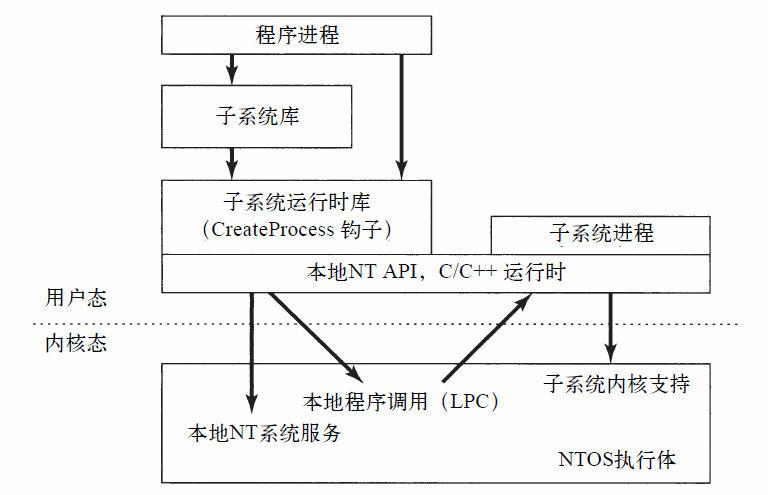 程序进程
子系统库
子系统运行时库
（CreateProcess 钩子）
子系统进程
本地NT API，C/C++ 运行时
用户态
内核态
子系统内核支持
本地程序调用（LPC）
本地NT系统服务
NTOS执行体